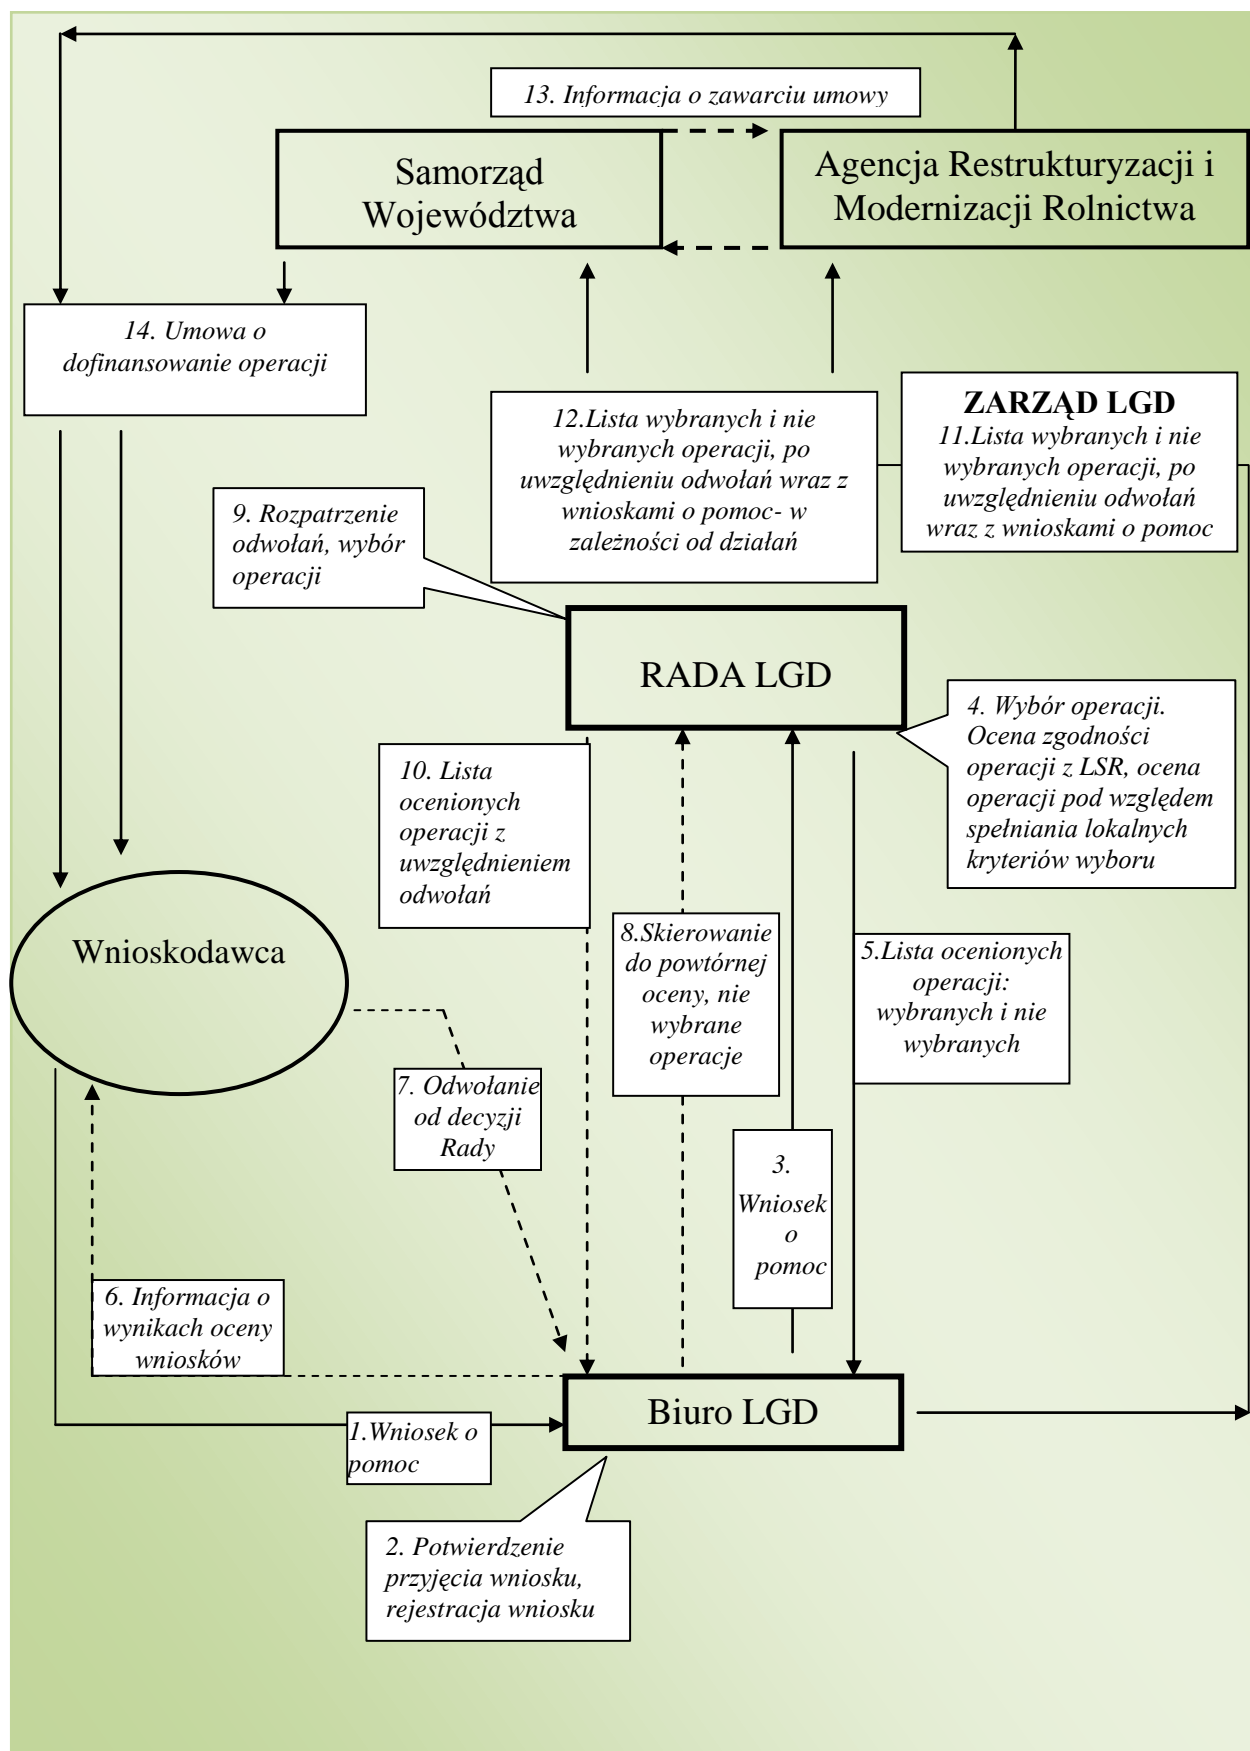 13. Informacja o zawarciu umowy
Samorząd
Województwa
Agencja Restrukturyzacji i
Modernizacji Rolnictwa
14. Umowa o
dofinansowanie operacji
12.Lista wybranych i nie
wybranych operacji, po
uwzględnieniu odwołań wraz z
wnioskami o pomoc- w
zależności od działań
ZARZĄD LGD
11.Lista wybranych i nie
wybranych operacji, po
uwzględnieniu odwołań
wraz z wnioskami o pomoc
9. Rozpatrzenie
odwołań, wybór
operacji
RADA LGD
4. Wybór operacji.
Ocena zgodności
operacji z LSR, ocena
operacji pod względem
spełniania lokalnych
kryteriów wyboru
10. Lista
ocenionych
operacji z
uwzględnieniem
odwołań
Wnioskodawca
8.Skierowanie
do powtórnej
oceny, nie
wybrane
operacje
5.Lista ocenionych
operacji:
wybranych i nie
wybranych
7. Odwołanie
od decyzji
Rady
3.
Wniosek
o
pomoc
6. Informacja o
wynikach oceny
wniosków
Biuro LGD
1.Wniosek o
pomoc
2. Potwierdzenie
przyjęcia wniosku,
rejestracja wniosku